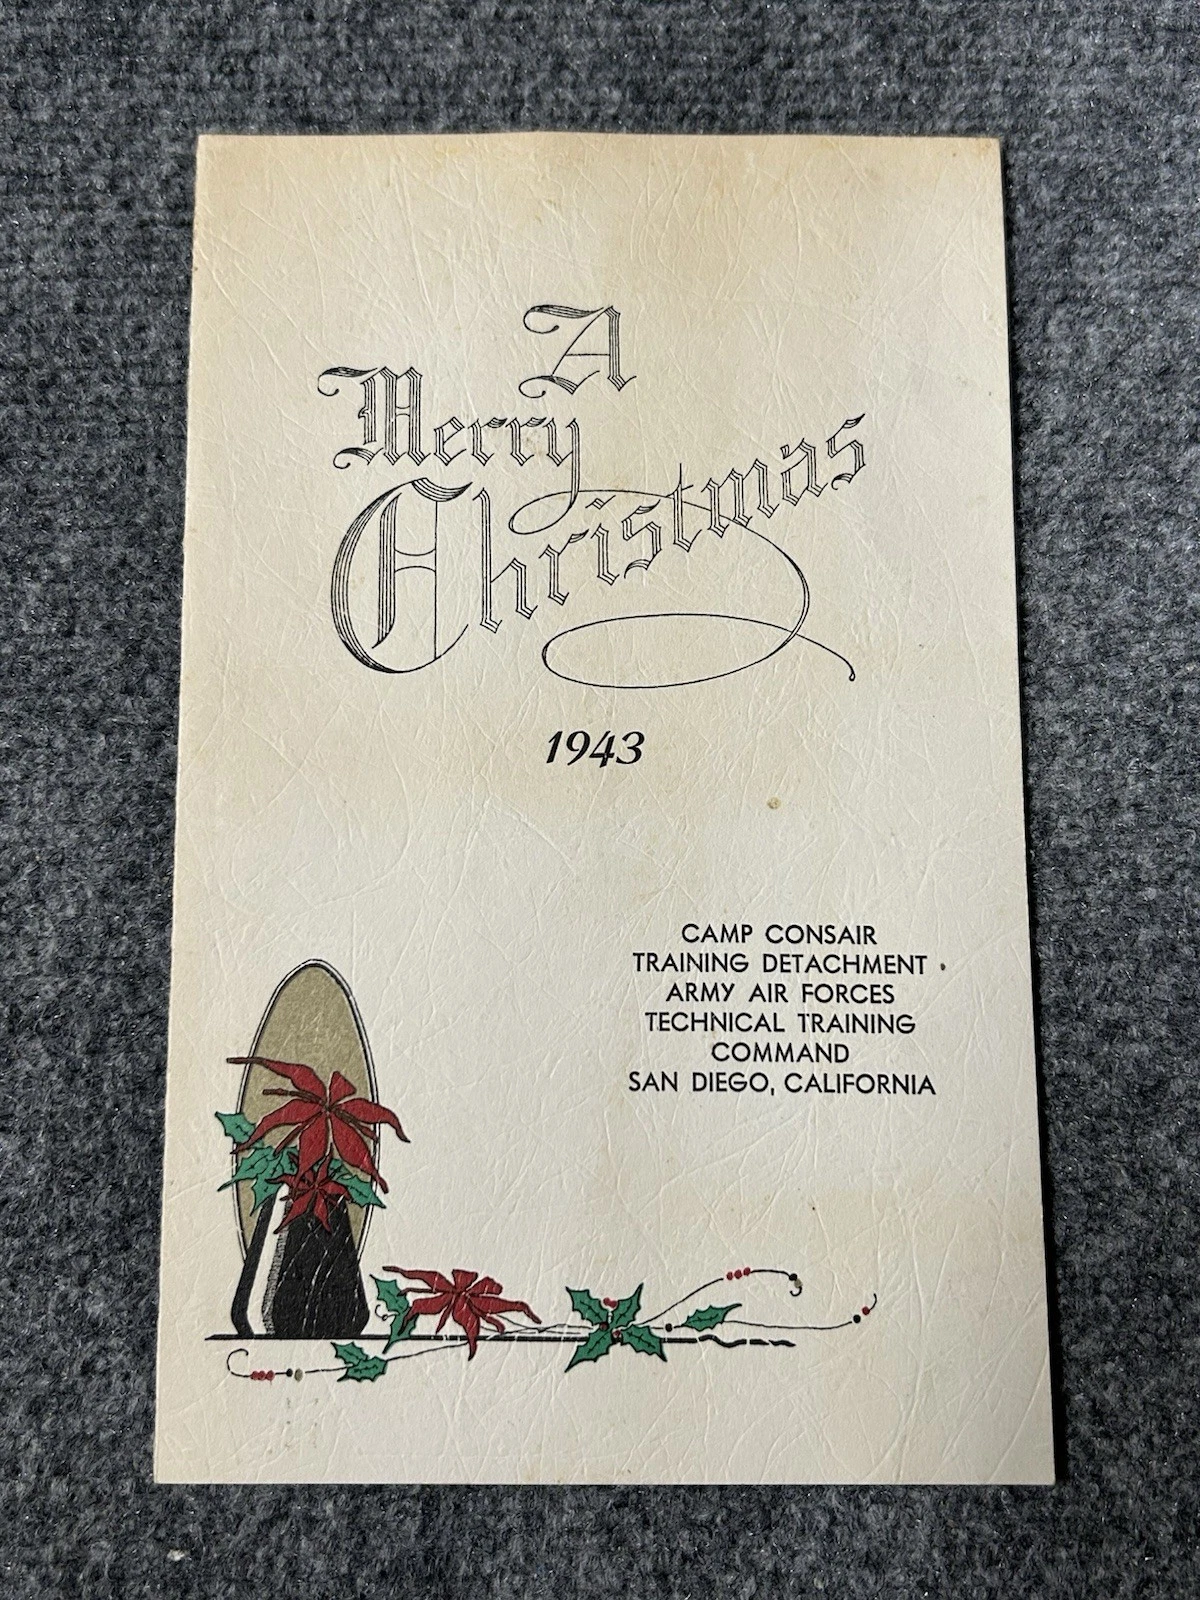 A
Merry
Christmas
1943
CAMP CONSAIR
TRAINING DETACHMENT
ARMY AIR FORCES
TECHNICAL TRAINING
COMMAND
SAN DIEGO, CALIFORNIA